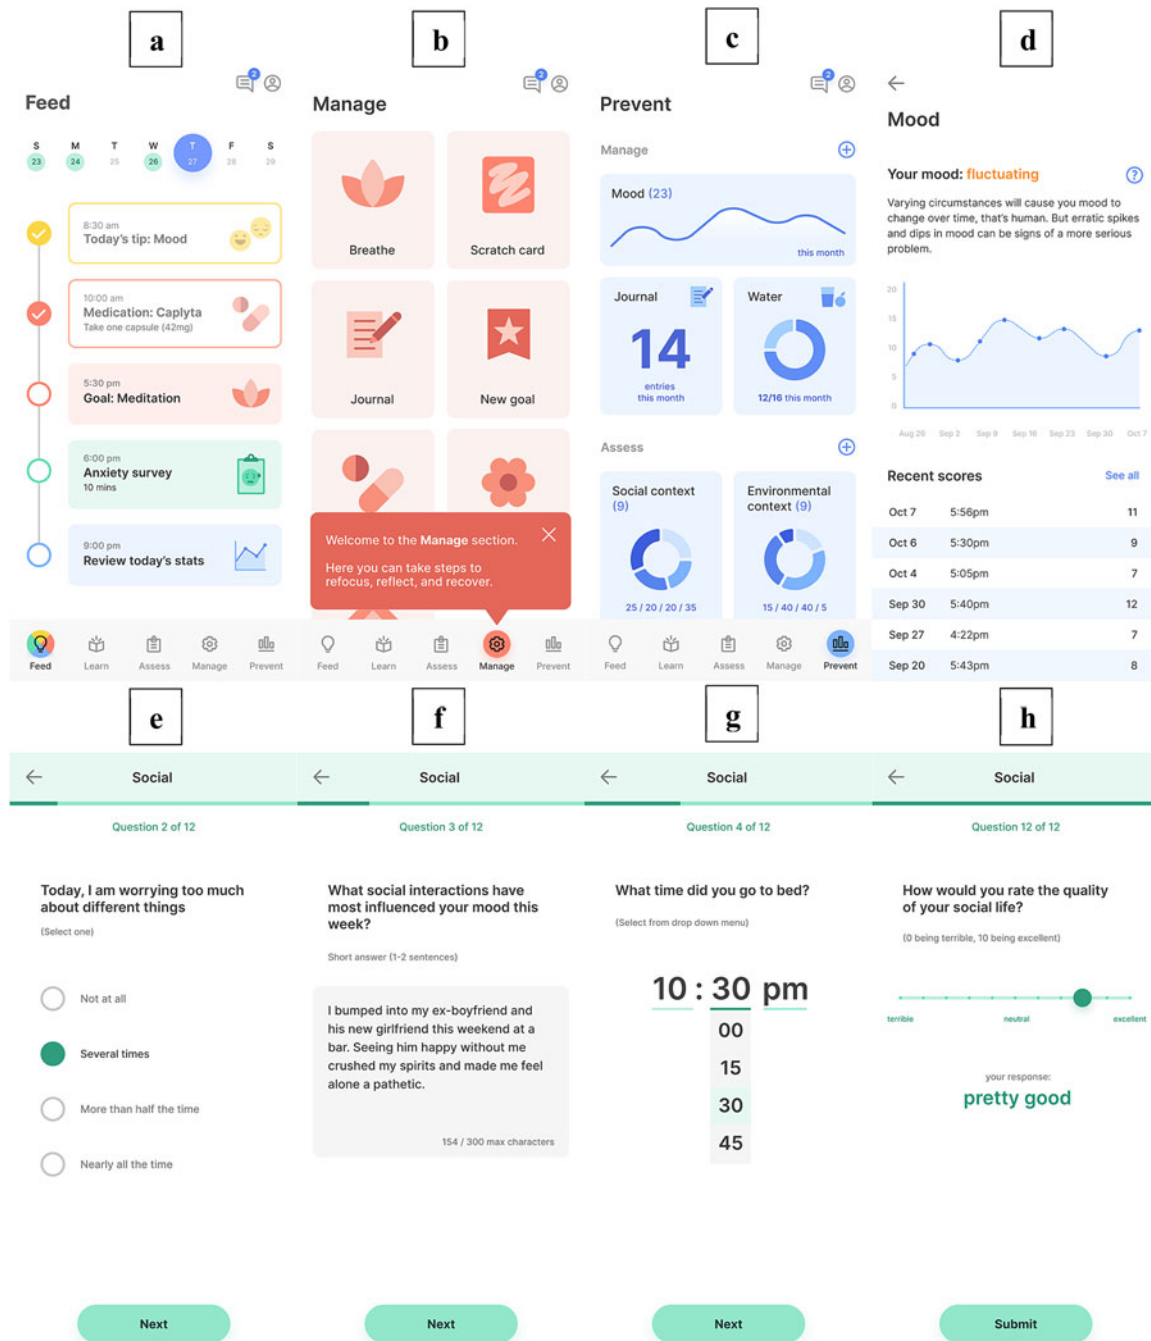 a
Feed
2
S M T W T F S
23 24 25 26 27 28 29
8:30 am
Today's tip: Mood
10:00 am
Medication: Caplyta
Take one capsule (42mg)
5:30 pm
Goal: Meditation
6:00 pm
Anxiety survey
10 mins
9:00 pm
Review today's stats
Feed Learn Assess Manage Prevent
b
Manage
2
Breathe
Scratch card
Journal
New goal
Welcome to the Manage section.
Here you can take steps to
refocus, reflect, and recover.
Feed Learn Assess Manage Prevent
c
Prevent
2
Manage
Mood (23)
this month
Journal
14
entries
this month
Water
12/16 this month
Assess
Social context
(9)
25 / 20 / 20 / 35
Environmental
context (9)
15 / 40 / 40 / 5
Feed Learn Assess Manage Prevent
d
Mood
Your mood: fluctuating
?
Varying circumstances will cause you mood to
change over time, that's human. But erratic spikes
and dips in mood can be signs of a more serious
problem.
20
15
10
5
0
Aug 26 Sep 2 Sep 9 Sep 16 Sep 23 Sep 30 Oct 7
Recent scores See all
Oct 7 5:56pm 11
Oct 6 5:30pm 9
Oct 4 5:05pm 7
Sep 30 5:40pm 12
Sep 27 4:22pm 7
Sep 20 5:43pm 8
e
Social
Question 2 of 12
Today, I am worrying too much
about different things
(Select one)
Not at all
Several times
More than half the time
Nearly all the time
Next
f
Social
Question 3 of 12
What social interactions have
most influenced your mood this
week?
Short answer (1-2 sentences)
I bumped into my ex-boyfriend and
his new girlfriend this weekend at a
bar. Seeing him happy without me
crushed my spirits and made me feel
alone a pathetic.
154 / 300 max characters
Next
g
Social
Question 4 of 12
What time did you go to bed?
(Select from drop down menu)
10 : 30 pm
00
15
30
45
Next
h
Social
Question 12 of 12
How would you rate the quality
of your social life?
(0 being terrible, 10 being excellent)
terrible neutral excellent
your response:
pretty good
Submit